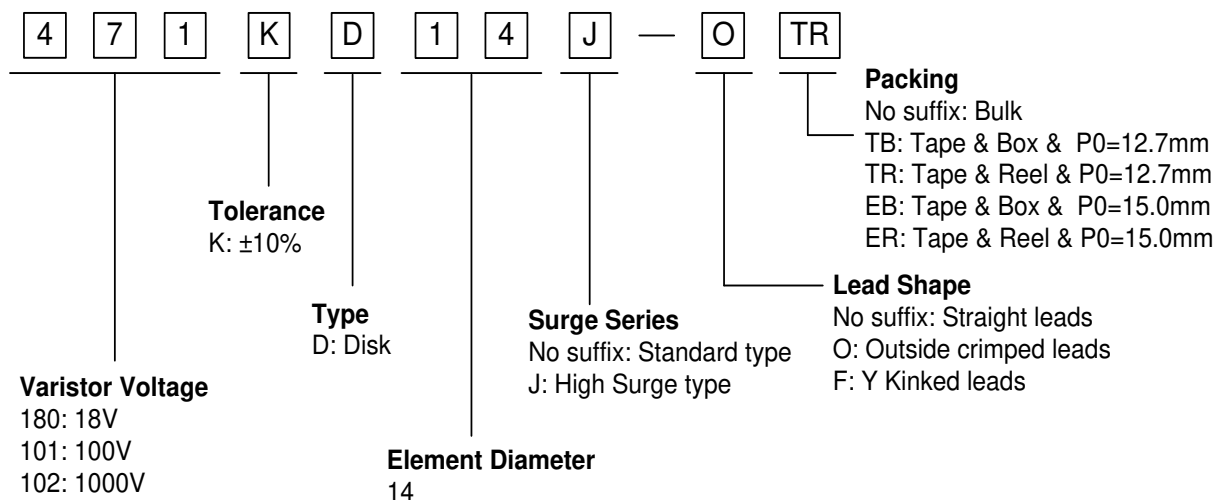 4 7 1 K D 1 4 J — O TR
Packing
No suffix: Bulk
TB: Tape & Box & P0=12.7mm
TR: Tape & Reel & P0=12.7mm
EB: Tape & Box & P0=15.0mm
ER: Tape & Reel & P0=15.0mm
Lead Shape
No suffix: Straight leads
O: Outside crimped leads
F: Y Kinked leads
Tolerance
K: ±10%
Type
D: Disk
Surge Series
No suffix: Standard type
J: High Surge type
Varistor Voltage
180: 18V
101: 100V
102: 1000V
Element Diameter
14